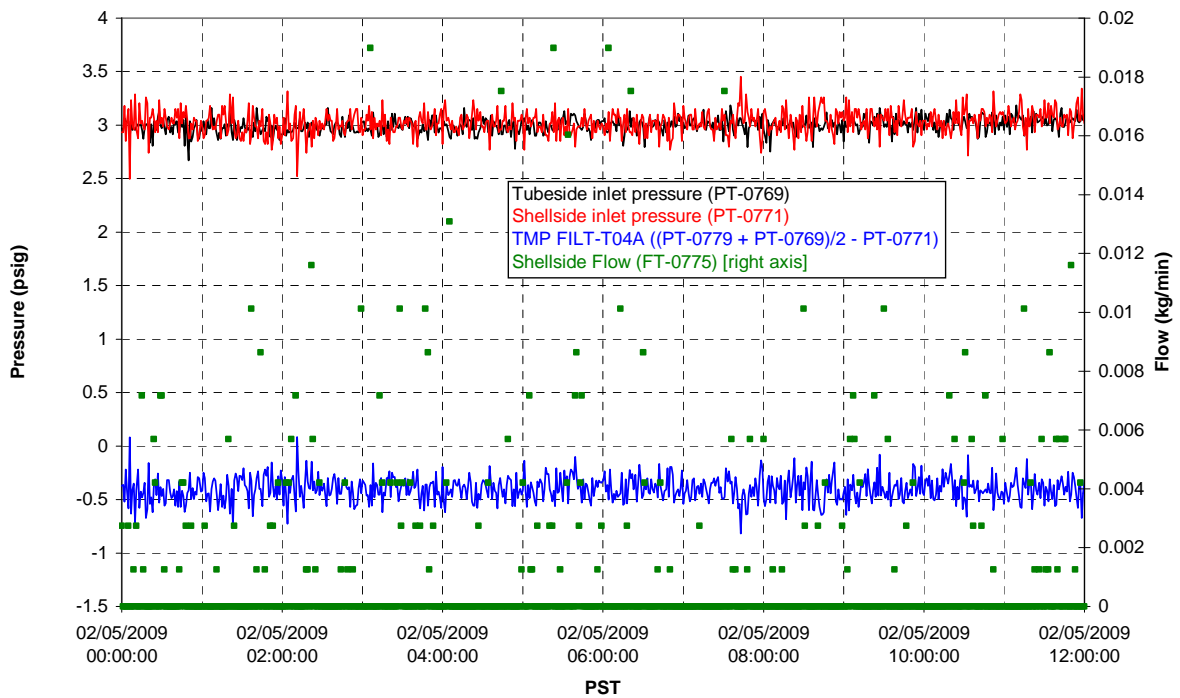 4
3.5
3
2.5
2
1.5
1
0.5
0
-0.5
-1
-1.5
Pressure (psig)
0.02
0.018
0.016
0.014
0.012
0.01
0.008
0.006
0.004
0.002
0
Flow (kg/min)
Tubeside inlet pressure (PT-0769)
Shellside inlet pressure (PT-0771)
TMP FILT-T04A ((PT-0779 + PT-0769)/2 - PT-0771)
Shellside Flow (FT-0775) [right axis]
02/05/2009 02/05/2009 02/05/2009 02/05/2009 02/05/2009 02/05/2009 02/05/2009
00:00:00 02:00:00 04:00:00 06:00:00 08:00:00 10:00:00 12:00:00
PST